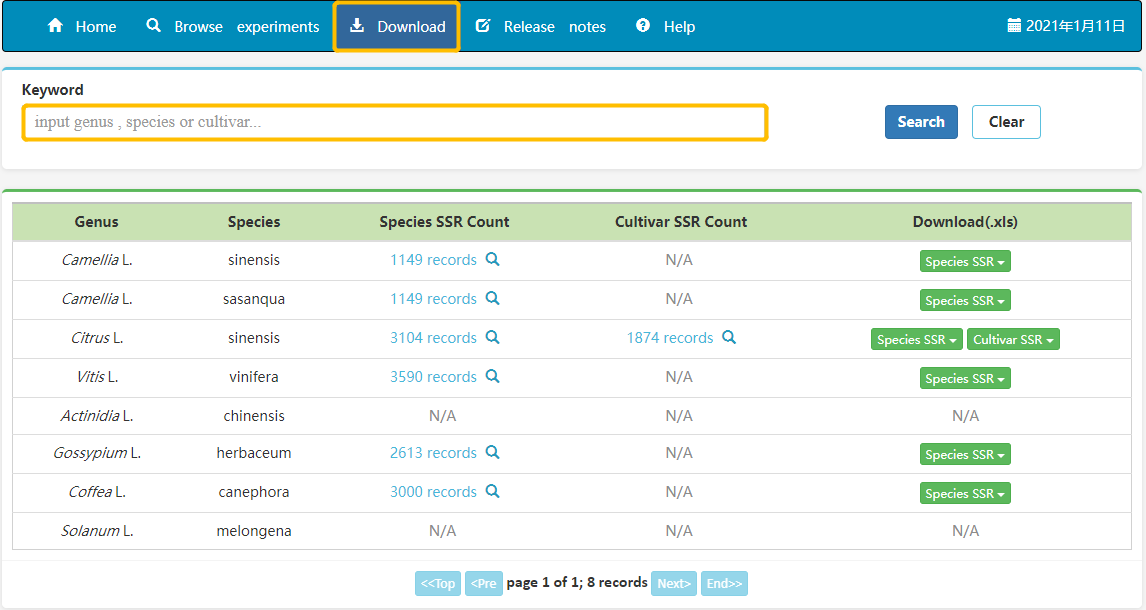 Home Browse experiments Download Release notes Help 2021年1月11日
Keyword
input genus , species or cultivar...
Search Clear
Genus Species Species SSR Count Cultivar SSR Count Download(.xls)
Camellia L. sinensis 1149 records N/A Species SSR
Camellia L. sasanqua 1149 records N/A Species SSR
Citrus L. sinensis 3104 records 1874 records Species SSR Cultivar SSR
Vitis L. vinifera 3590 records N/A Species SSR
Actinidia L. chinensis N/A N/A N/A
Gossypium L. herbaceum 2613 records N/A Species SSR
Coffea L. canephora 3000 records N/A Species SSR
Solanum L. melongena N/A N/A N/A
<<Top <Pre page 1 of 1; 8 records Next> End>>